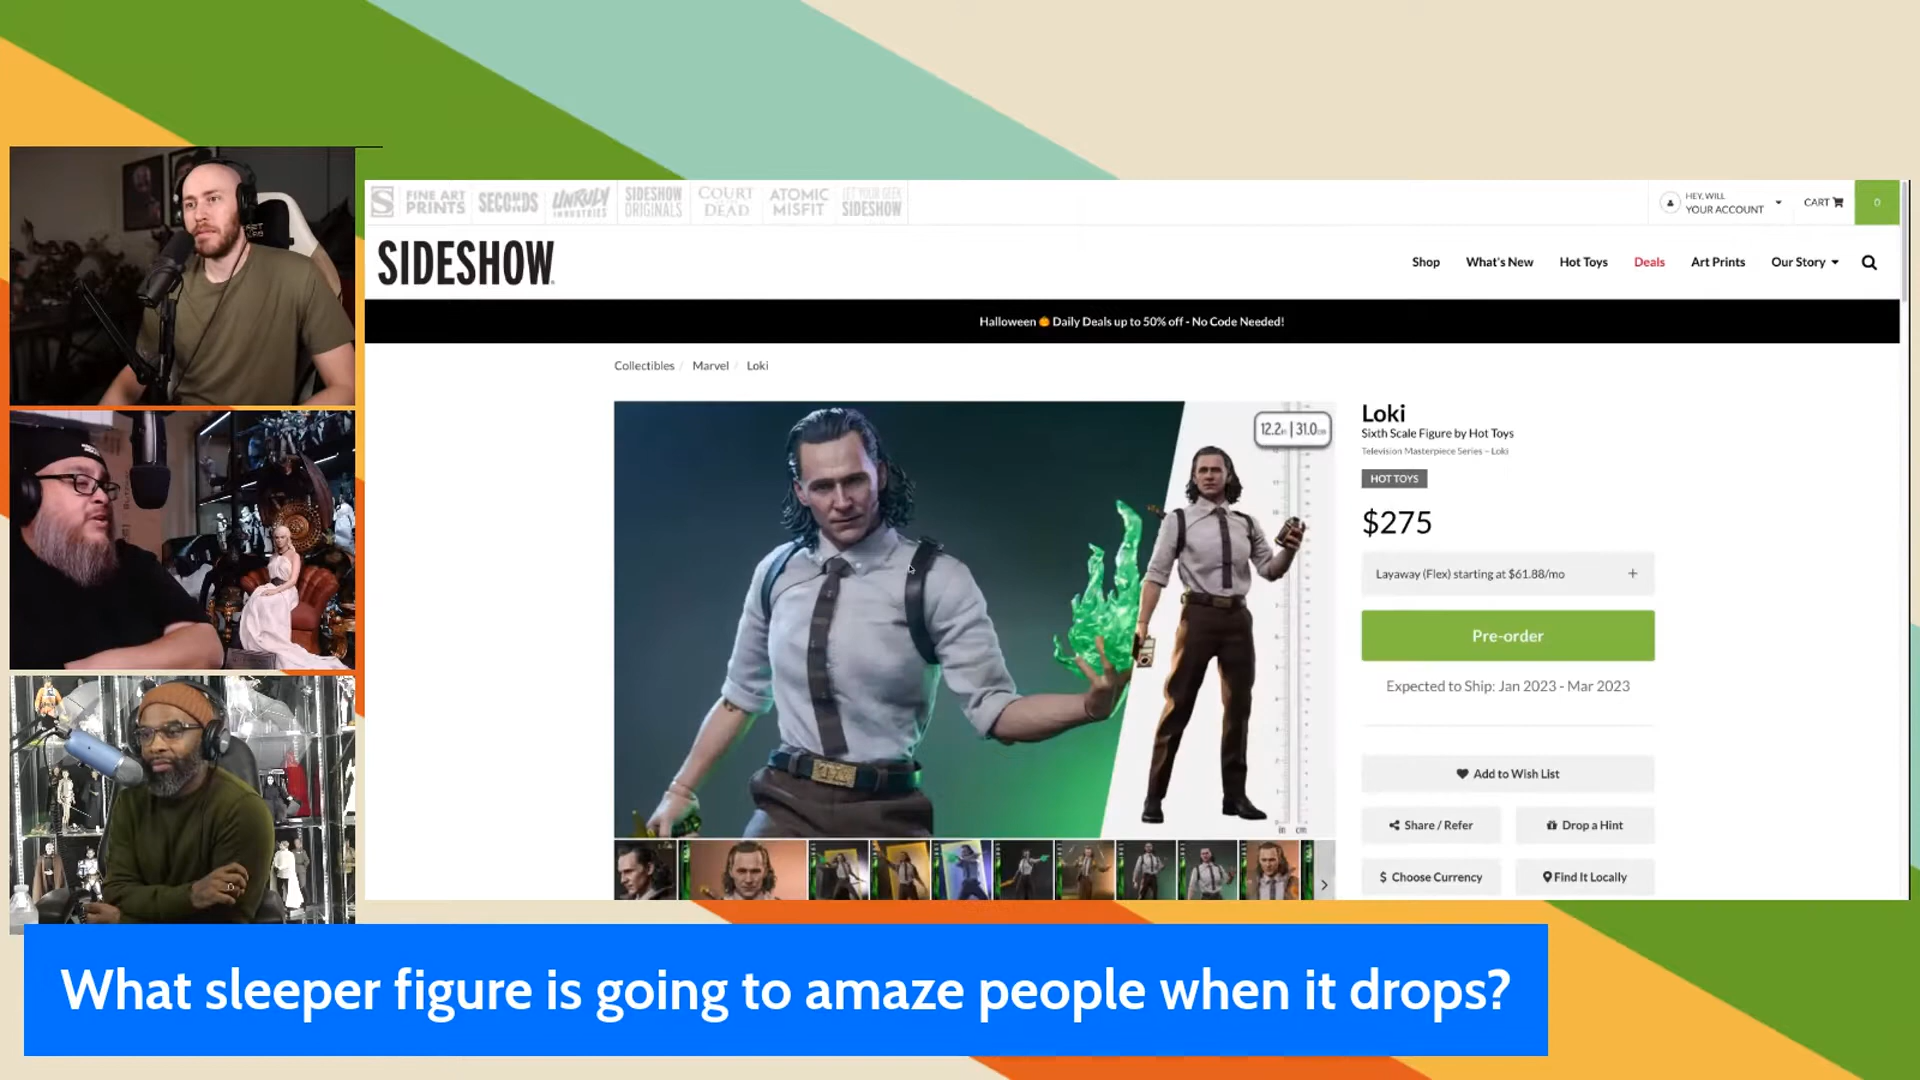 FINE ART
PRINTS
SECONDS
UNRULY
INDUSTRIES
SIDESHOW
ORIGINALS
COURT
OF THE
DEAD
ATOMIC
MISFIT
LET YOUR GEEK
SIDESHOW
HEY, WILL
YOUR ACCOUNT
CART
0
SIDESHOW
Shop
What's New
Hot Toys
Deals
Art Prints
Our Story
Halloween 🎃 Daily Deals up to 50% off - No Code Needed!
Collectibles / Marvel / Loki
12.2in | 31.0cm
in cm
Loki
Sixth Scale Figure by Hot Toys
Television Masterpiece Series – Loki
HOT TOYS
$275
Layaway (Flex) starting at $61.88/mo +
Pre-order
Expected to Ship: Jan 2023 - Mar 2023
Add to Wish List
Share / Refer
Drop a Hint
$ Choose Currency
Find It Locally
What sleeper figure is going to amaze people when it drops?